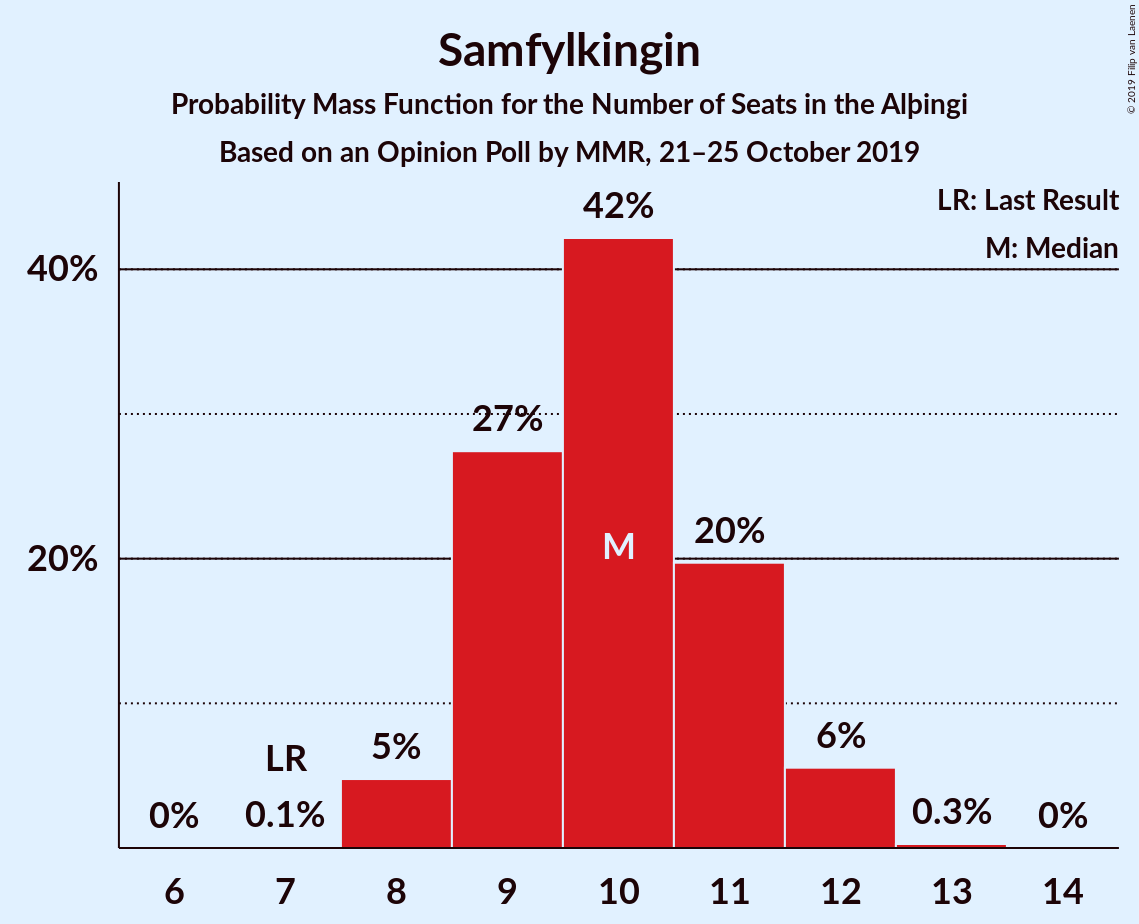 Samfylkingin
Probability Mass Function for the Number of Seats in the Alþingi
Based on an Opinion Poll by MMR, 21–25 October 2019
© 2019 Filip van Laenen
LR: Last Result
M: Median
42%
40%
27%
M
20%
20%
LR
5%
6%
0%
0.1%
0.3%
0%
6 7 8 9 10 11 12 13 14